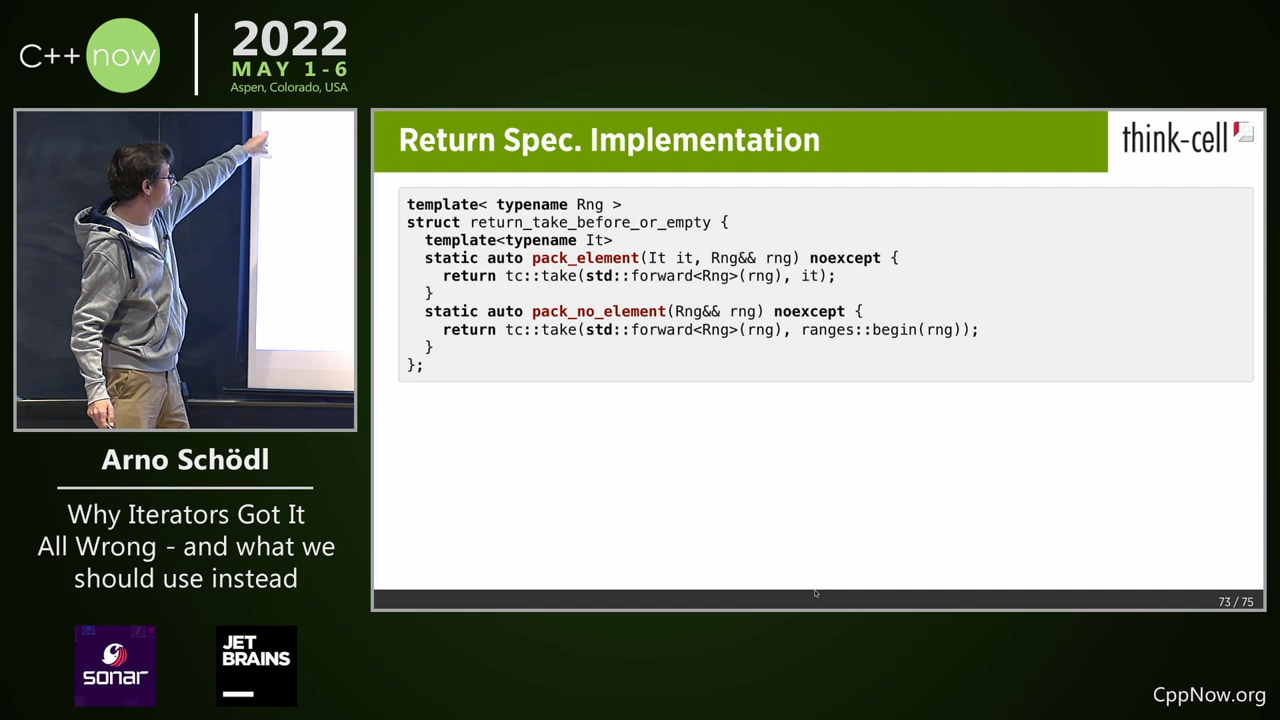 C++ now
2022
MAY 1-6
Aspen, Colorado, USA
Return Spec. Implementation
think-cell
template< typename Rng >
struct return_take_before_or_empty {
  template<typename It>
  static auto pack_element(It it, Rng&& rng) noexcept {
    return tc::take(std::forward<Rng>(rng), it);
  }
  static auto pack_no_element(Rng&& rng) noexcept {
    return tc::take(std::forward<Rng>(rng), ranges::begin(rng));
  }
};
73 / 75
Arno Schödl
Why Iterators Got It
All Wrong - and what we
should use instead
sonar
JET
BRAINS
CppNow.org